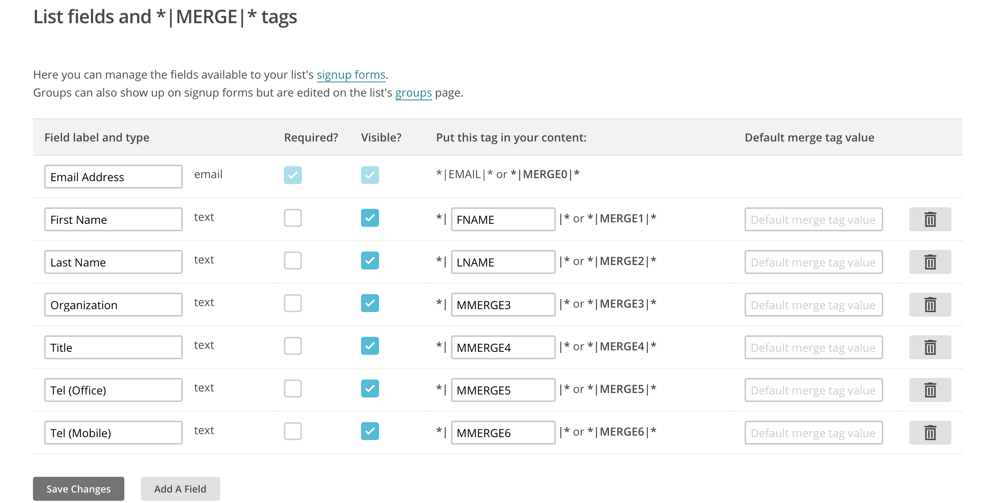 List fields and *|MERGE|* tags
Here you can manage the fields available to your list's signup forms.
Groups can also show up on signup forms but are edited on the list's groups page.
Field label and type Required? Visible? Put this tag in your content: Default merge tag value
Email Address email *|EMAIL|* or *|MERGE0|*
First Name text *| FNAME |* or *|MERGE1|* Default merge tag value
Last Name text *| LNAME |* or *|MERGE2|* Default merge tag value
Organization text *| MMERGE3 |* or *|MERGE3|* Default merge tag value
Title text *| MMERGE4 |* or *|MERGE4|* Default merge tag value
Tel (Office) text *| MMERGE5 |* or *|MERGE5|* Default merge tag value
Tel (Mobile) text *| MMERGE6 |* or *|MERGE6|* Default merge tag value
Save Changes Add A Field